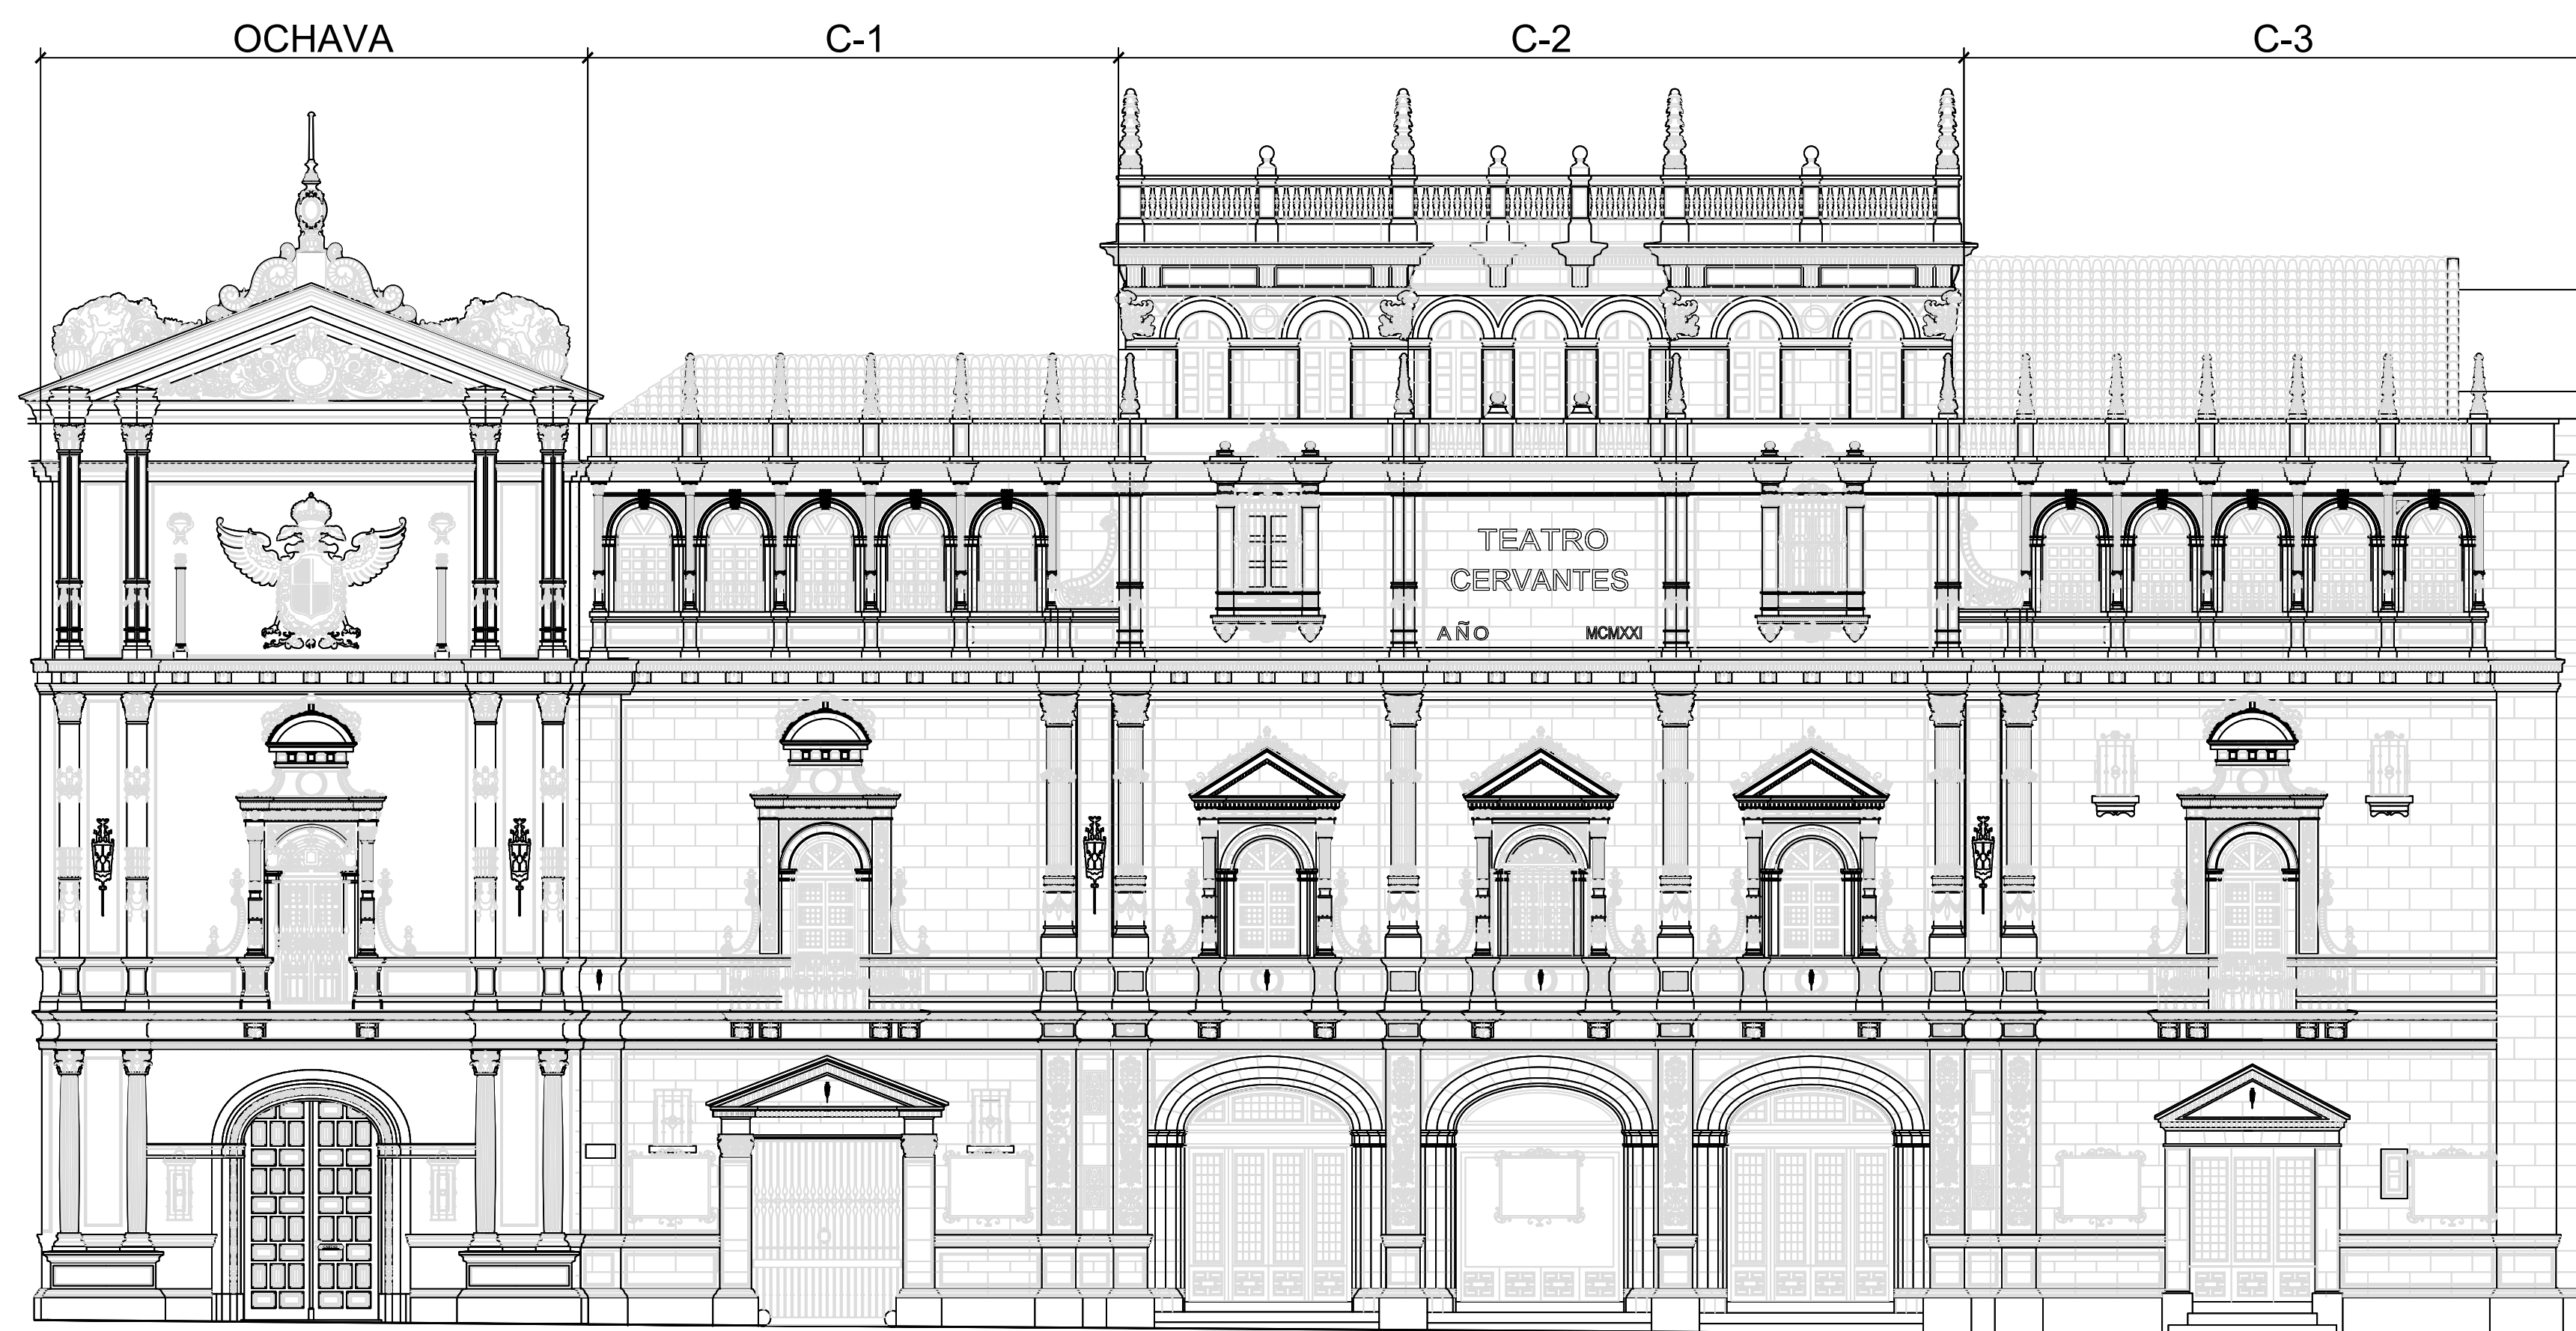 OCHAVA
C-1
C-2
C-3
TEATRO
CERVANTES
AÑO MCMXXI